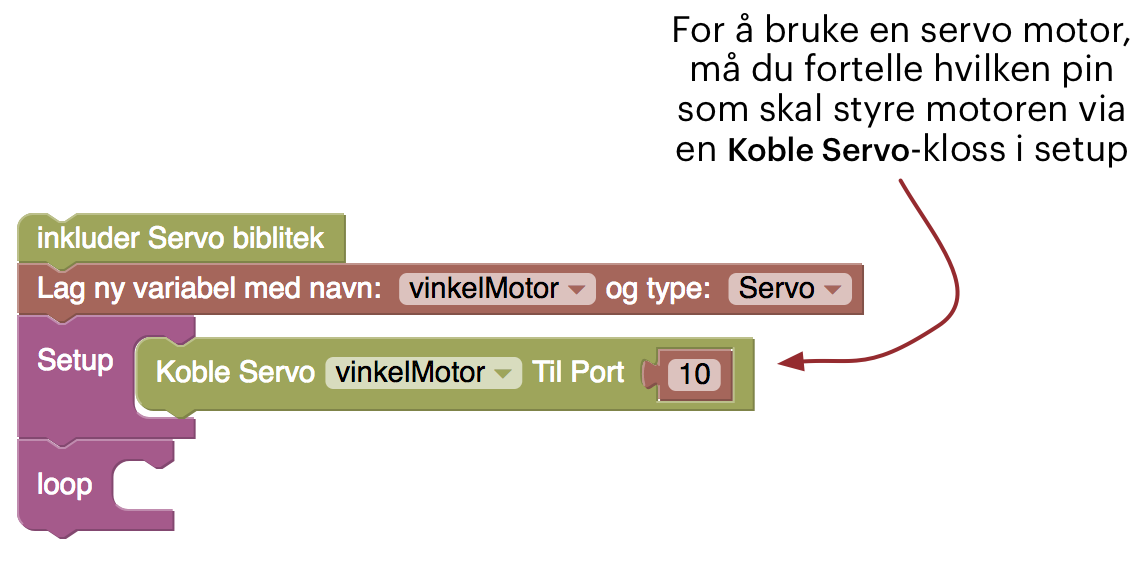 For å bruke en servo motor,
må du fortelle hvilken pin
som skal styre motoren via
en Koble Servo-kloss i setup
inkluder Servo biblitek
Lag ny variabel med navn: vinkelMotor og type: Servo
Setup
Koble Servo vinkelMotor Til Port 10
loop